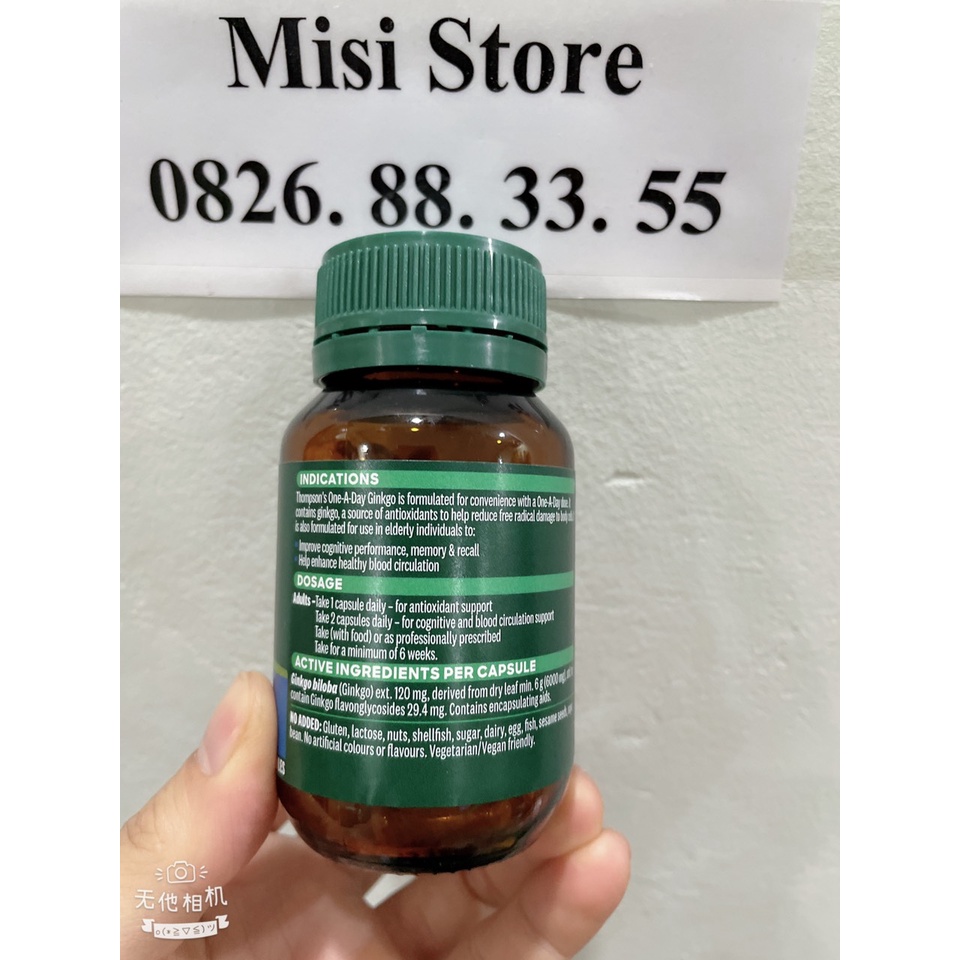 Misi Store
0826. 88. 33. 55
INDICATIONS
Thompson's One-A-Day Ginkgo is formulated for convenience with a One-A-Day dose. It
contains ginkgo, a source of antioxidants to help reduce free radical damage to body
is also formulated for use in elderly individuals to:
Improve cognitive performance, memory & recall
Help enhance healthy blood circulation
DOSAGE
Adults – Take 1 capsule daily – for antioxidant support
Take 2 capsules daily – for cognitive and blood circulation support
Take (with food) or as professionally prescribed
Take for a minimum of 6 weeks.
ACTIVE INGREDIENTS PER CAPSULE
Ginkgo biloba (Ginkgo) ext. 120 mg, derived from dry leaf min. 6 g (6000 mg),
contain Ginkgo flavonglycosides 29.4 mg. Contains encapsulating aids.
NO ADDED: Gluten, lactose, nuts, shellfish, sugar, dairy, egg, fish, sesame seeds,
bean. No artificial colours or flavours. Vegetarian/Vegan friendly.
无他相机
o(*≧▽≦)ツ